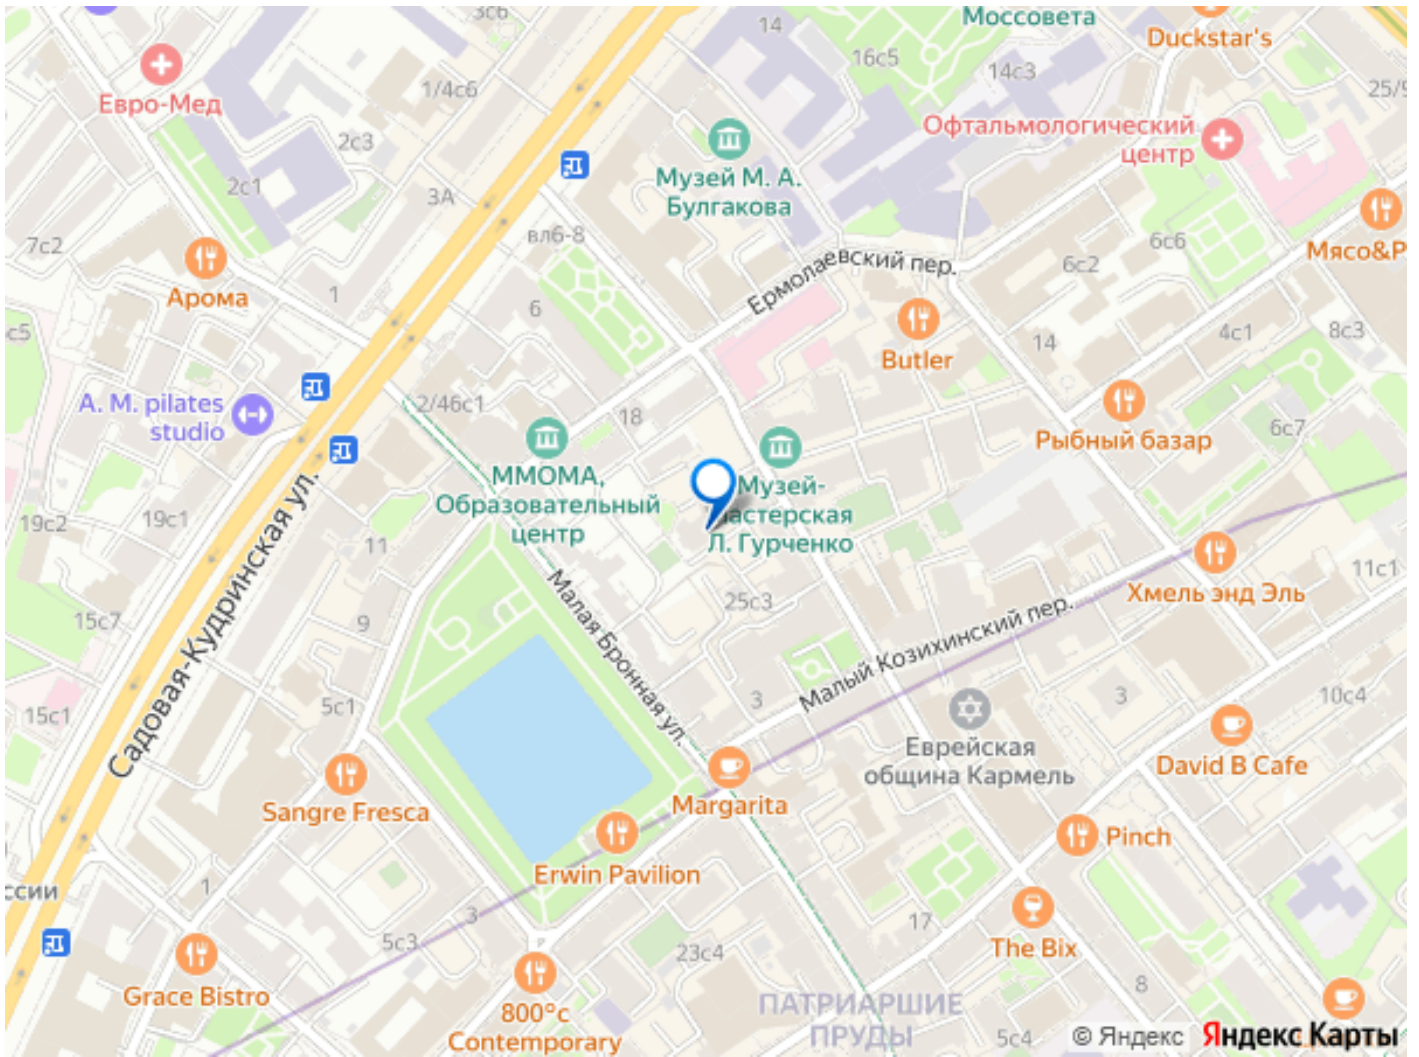 3с6
14
Моссовета
Duckstar's
16с5
14с3
Евро-Мед
1/4с6
25/9
Офтальмологический
центр
2с3
Музей М. А.
Булгакова
2с1
3А
вл6-8
7с2
6с6
6с2
Мясо&Р
Ермолаевский пер.
Арома
1
6
с5
Butler
14
4с1
8с3
A. M. pilates
studio
2/46с1
18
Рыбный базар
6с7
ММОМА,
Образовательный
центр
Музей-
мастерская
Л. Гурченко
19с2
19с1
11
Садовая-Кудринская ул.
Малая Бронная ул.
25с3
Хмель энд Эль
11с1
15с7
9
Малый Козихинский пер.
15с1
5с1
3
3
10с4
Еврейская
община Кармель
David B Cafe
Sangre Fresca
Margarita
Pinch
Erwin Pavilion
ссии
1
3
17
The Bix
5с3
23с4
Grace Bistro
800°с
Contemporary
8
ПАТРИАРШИЕ
ПРУДЫ
5с4
© Яндекс
Яндекс Карты